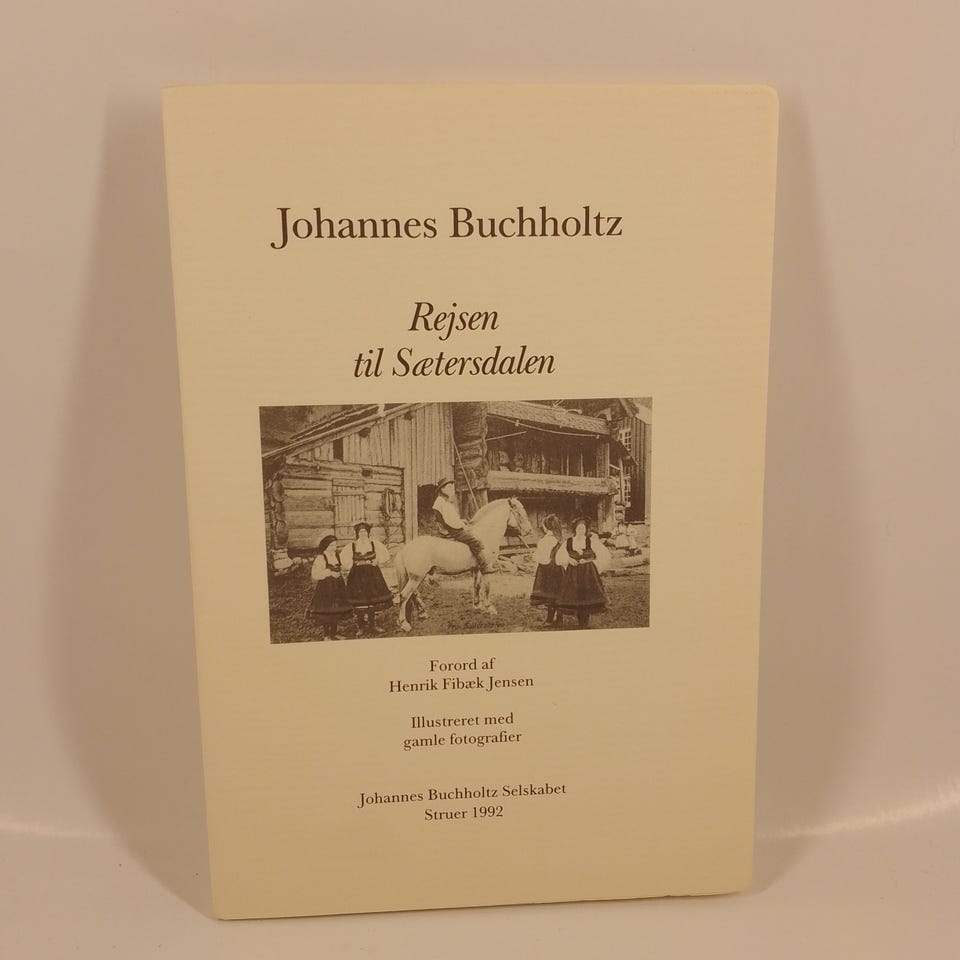 Johannes Buchholtz
Rejsen
til Sætersdalen
Forord af
Henrik Fibæk Jensen
Illustreret med
gamle fotografier
Johannes Buchholtz Selskabet
Struer 1992